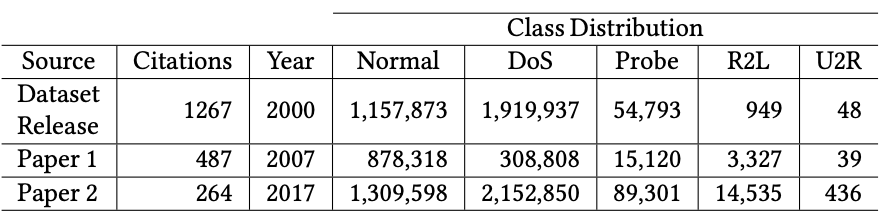 Class Distribution
Source Citations Year Normal DoS Probe R2L U2R
Dataset
Release 1267 2000 1,157,873 1,919,937 54,793 949 48
Paper 1 487 2007 878,318 308,808 15,120 3,327 39
Paper 2 264 2017 1,309,598 2,152,850 89,301 14,535 436